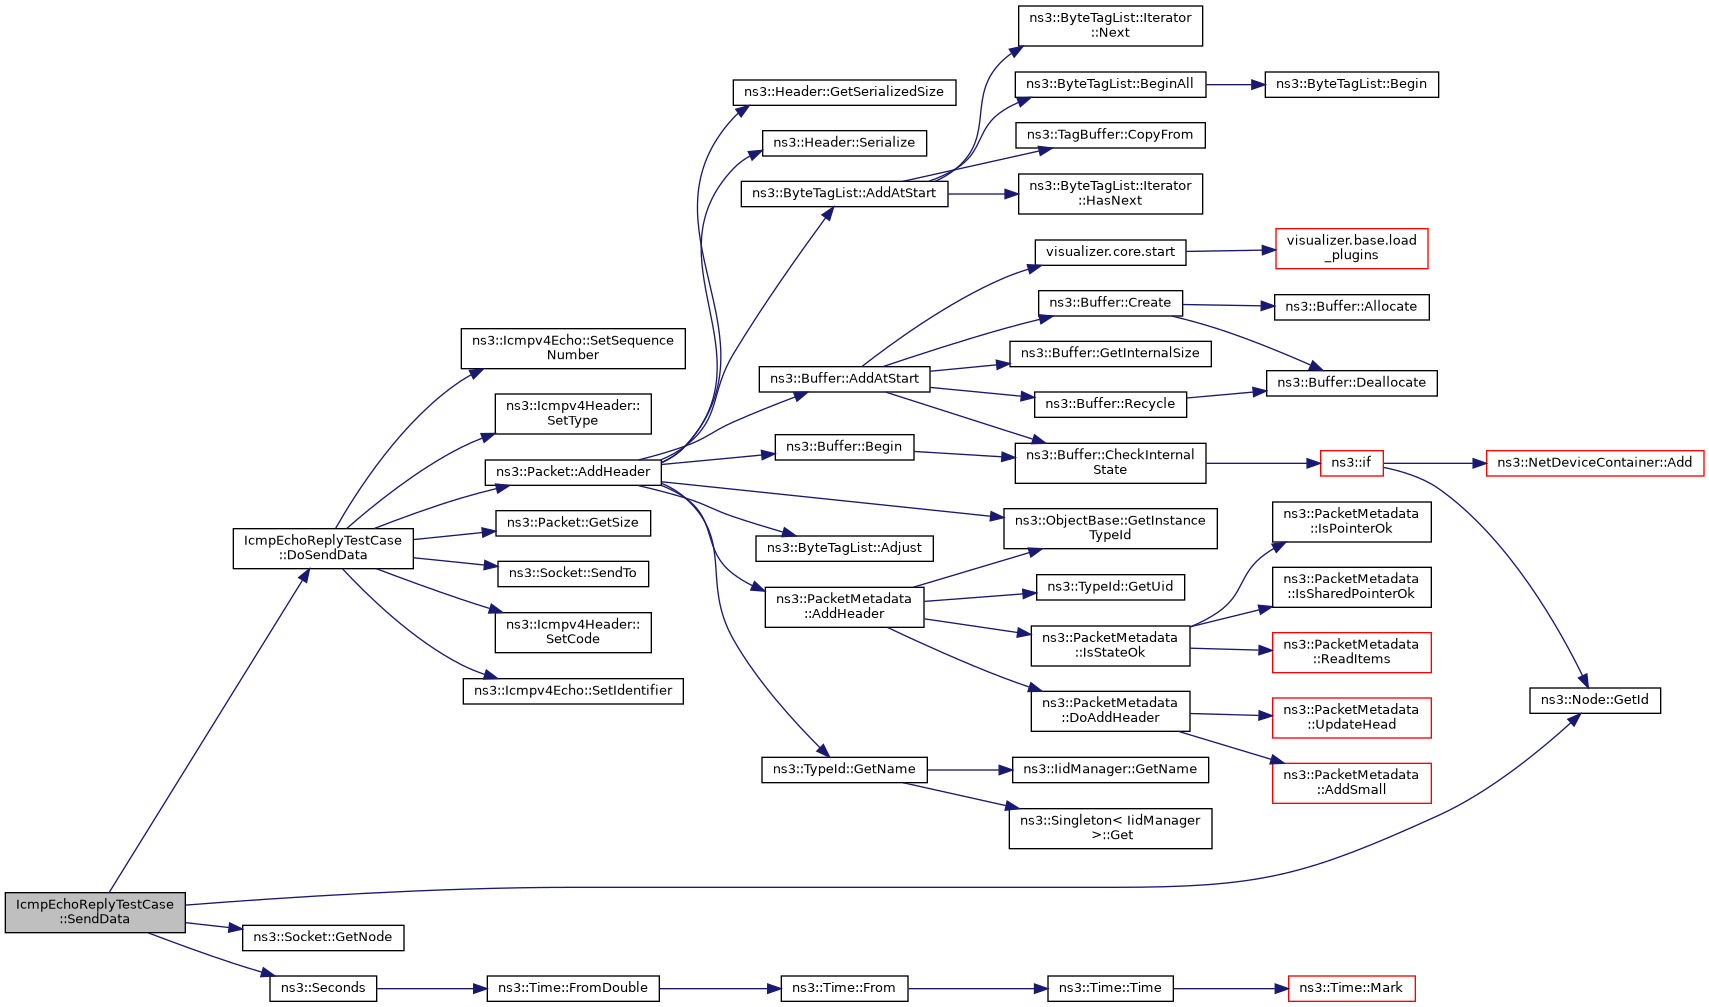 ns3::ByteTagList::Iterator
::Next
ns3::Header::GetSerializedSize
ns3::ByteTagList::BeginAll
ns3::ByteTagList::Begin
ns3::Header::Serialize
ns3::TagBuffer::CopyFrom
ns3::ByteTagList::AddAtStart
ns3::ByteTagList::Iterator
::HasNext
visualizer.core.start
visualizer.base.load
_plugins
ns3::Buffer::Create
ns3::Buffer::Allocate
ns3::Icmpv4Echo::SetSequence
Number
ns3::Buffer::GetInternalSize
ns3::Buffer::AddAtStart
ns3::Buffer::Deallocate
ns3::Buffer::Recycle
ns3::Icmpv4Header::
SetType
ns3::Buffer::Begin
ns3::Buffer::CheckInternal
State
ns3::if
ns3::NetDeviceContainer::Add
ns3::Packet::AddHeader
ns3::Packet::GetSize
ns3::ObjectBase::GetInstance
TypeId
ns3::PacketMetadata
::IsPointerOk
IcmpEchoReplyTestCase
::DoSendData
ns3::ByteTagList::Adjust
ns3::Socket::SendTo
ns3::TypeId::GetUid
ns3::PacketMetadata
::IsSharedPointerOk
ns3::PacketMetadata
::AddHeader
ns3::Icmpv4Header::
SetCode
ns3::PacketMetadata
::IsStateOk
ns3::PacketMetadata
::ReadItems
ns3::Icmpv4Echo::SetIdentifier
ns3::PacketMetadata
::DoAddHeader
ns3::PacketMetadata
::UpdateHead
ns3::Node::GetId
ns3::TypeId::GetName
ns3::IidManager::GetName
ns3::PacketMetadata
::AddSmall
ns3::Singleton< IidManager
>::Get
IcmpEchoReplyTestCase
::SendData
ns3::Socket::GetNode
ns3::Seconds
ns3::Time::FromDouble
ns3::Time::From
ns3::Time::Time
ns3::Time::Mark